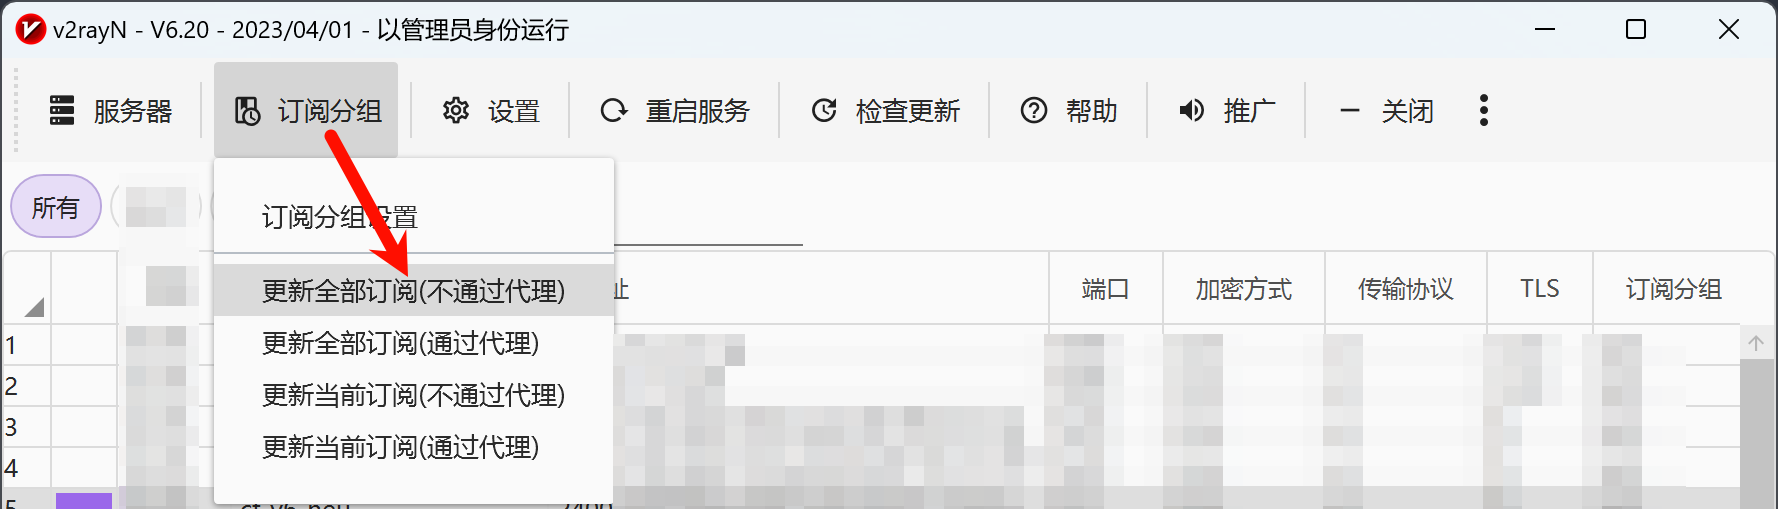 v2rayN - V6.20 - 2023/04/01 - 以管理员身份运行
服务器 订阅分组 设置 重启服务 检查更新 帮助 推广 关闭
所有
订阅分组设置
更新全部订阅(不通过代理)
更新全部订阅(通过代理)
更新当前订阅(不通过代理)
更新当前订阅(通过代理)
址 端口 加密方式 传输协议 TLS 订阅分组
1
2
3
4
5